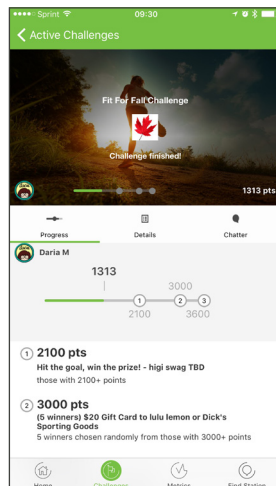 Sprint 09:30
Active Challenges
Fit For Fall Challenge
Challenge finished!
1313 pts
Progress Details Chatter
Daria M
1313
3000
1 2 3
2100 3600
1 2100 pts
Hit the goal, win the prize! - higi swag TBD
those with 2100+ points
2 3000 pts
(5 winners) $20 Gift Card to lulu lemon or Dick's
Sporting Goods
5 winners chosen randomly from those with 3000+ points
Home Challenges Metrics Find Station